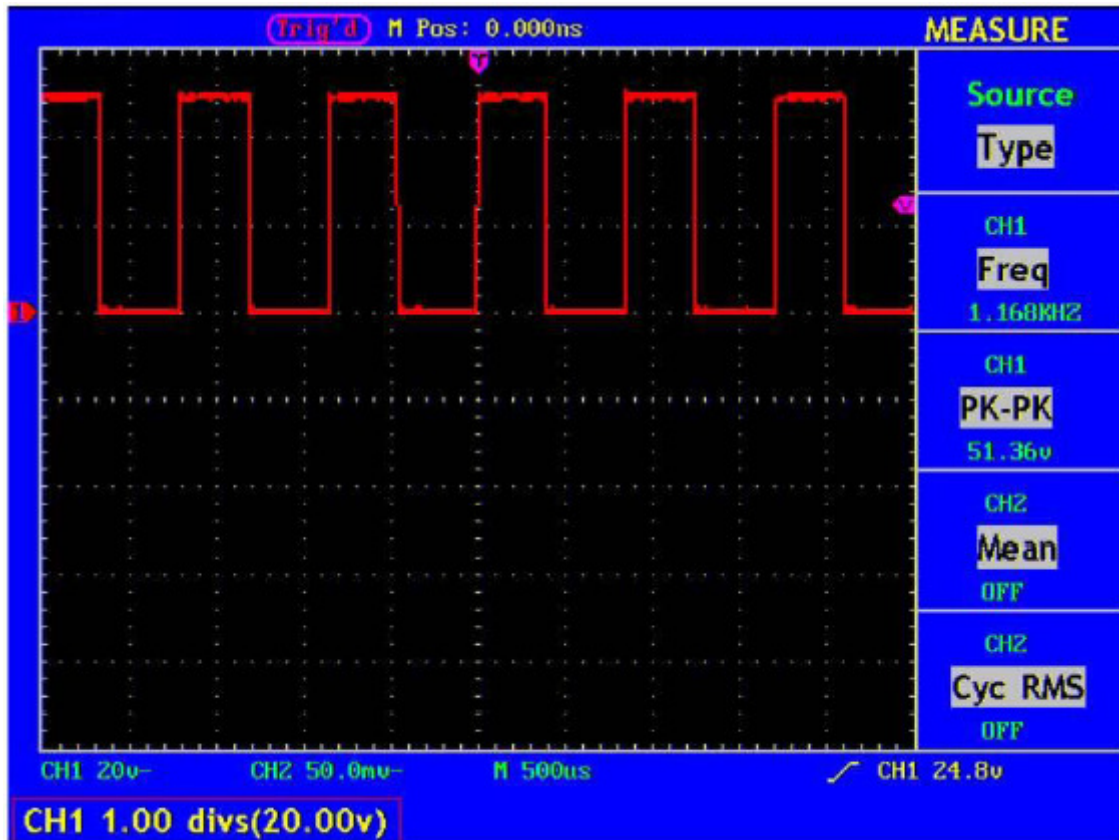 Trig'd M Pos: 0.000ns MEASURE
Source
Type
CH1
Freq
1.168KHZ
CH1
PK-PK
51.36v
CH2
Mean
OFF
CH2
Cyc RMS
OFF
CH1 20v- CH2 50.0mv- M 500us CH1 24.8v
CH1 1.00 divs(20.00v)
T
1